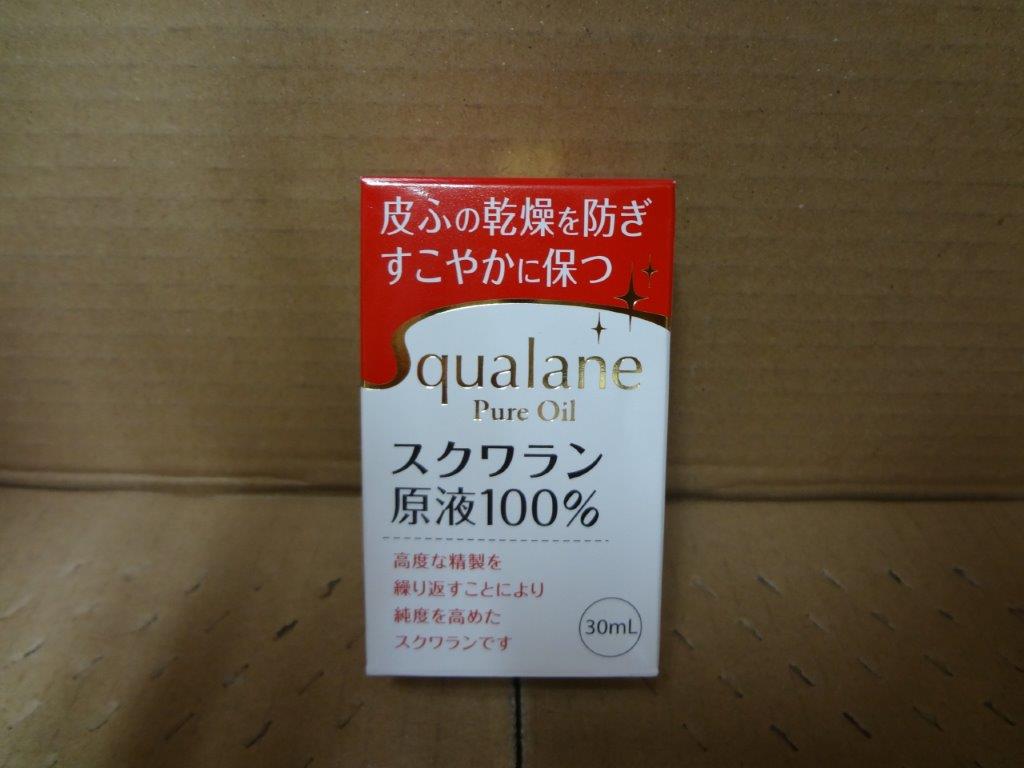 皮ふの乾燥を防ぎ
すこやかに保つ
Squalane
Pure Oil
スクワラン
原液100%
高度な精製を
繰り返すことにより
純度を高めた
スクワランです
30mL